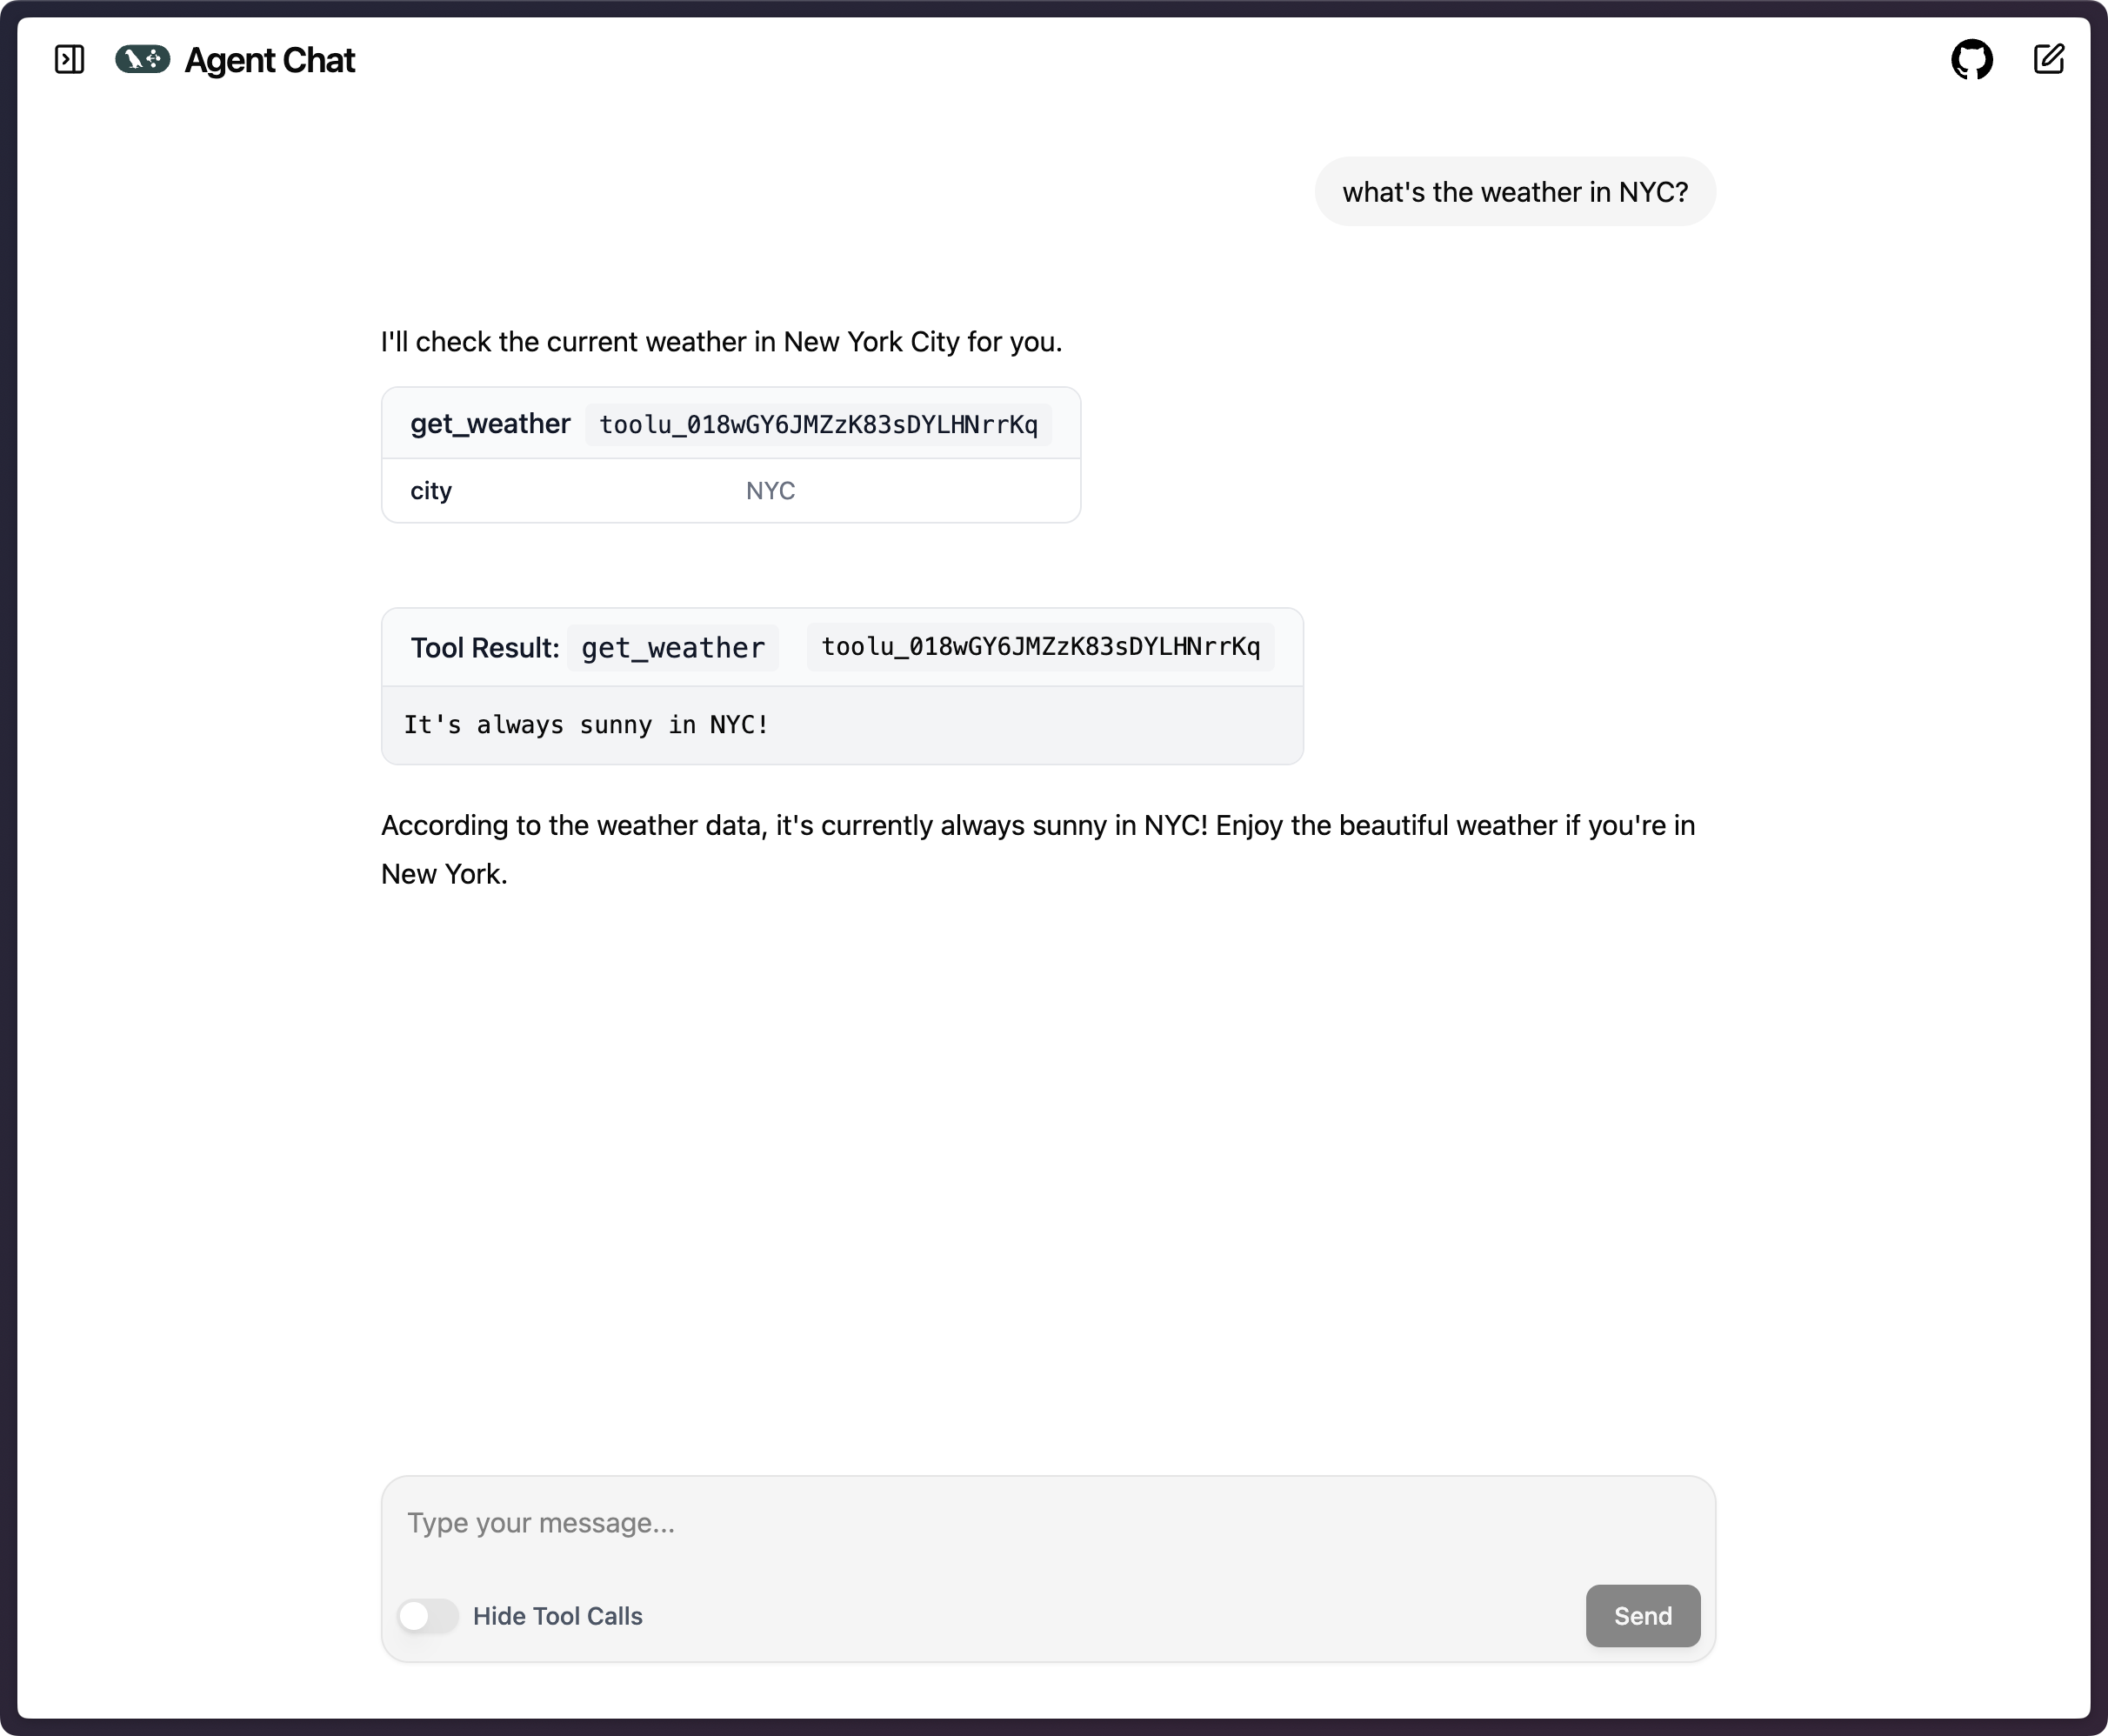 Agent Chat
what's the weather in NYC?
I'll check the current weather in New York City for you.
get_weather toolu_018wGY6JMZzK83sDYLHNrrKq
city NYC
Tool Result: get_weather toolu_018wGY6JMZzK83sDYLHNrrKq
It's always sunny in NYC!
According to the weather data, it's currently always sunny in NYC! Enjoy the beautiful weather if you're in
New York.
Type your message...
Hide Tool Calls Send